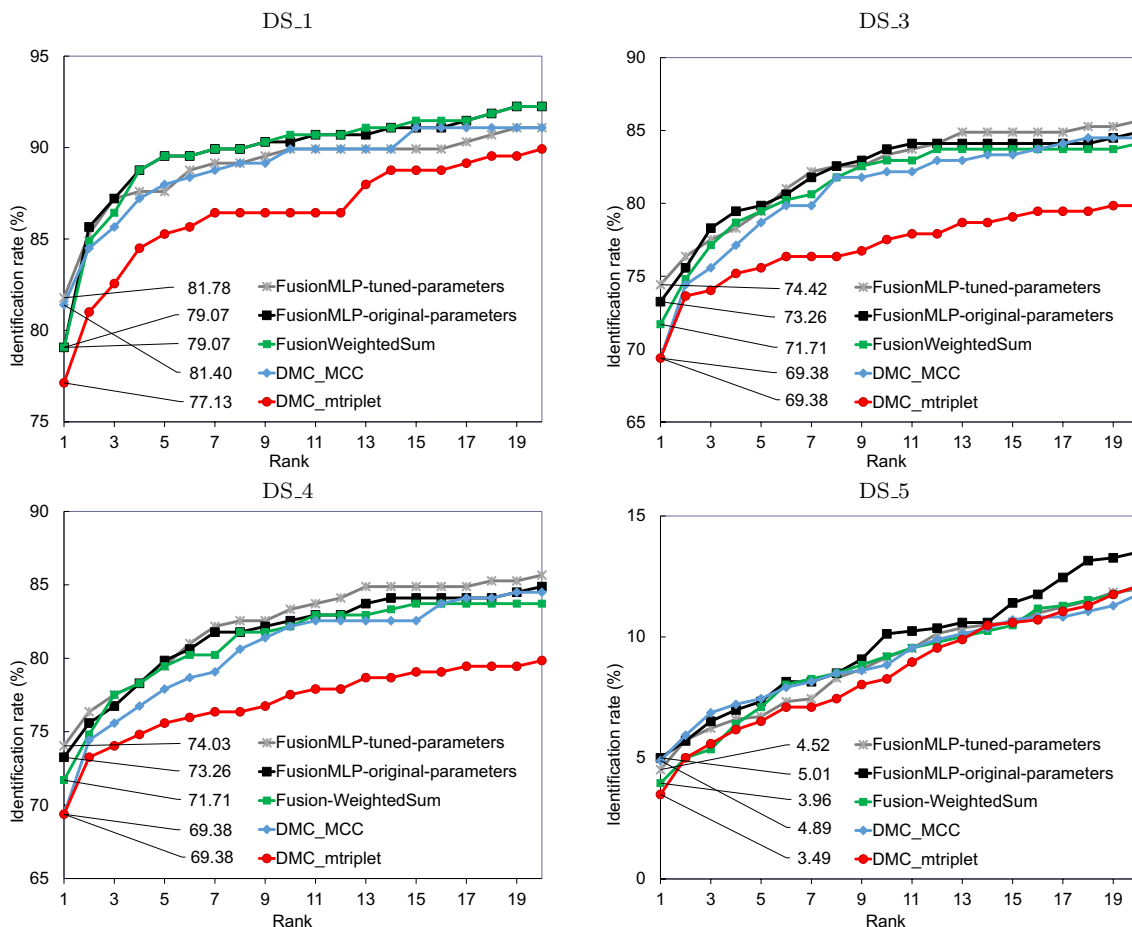 DS_1
95
90
85
80
75
Identification rate (%)
81.78 FusionMLP-tuned-parameters
79.07 FusionMLP-original-parameters
79.07 FusionWeightedSum
81.40 DMC_MCC
77.13 DMC_mtriplet
1 3 5 7 9 11 13 15 17 19
Rank
DS_3
90
85
80
75
70
65
Identification rate (%)
74.42 FusionMLP-tuned-parameters
73.26 FusionMLP-original-parameters
71.71 FusionWeightedSum
69.38 DMC_MCC
69.38 DMC_mtriplet
1 3 5 7 9 11 13 15 17 19
Rank
DS_4
90
85
80
75
70
65
Identification rate (%)
74.03 FusionMLP-tuned-parameters
73.26 FusionMLP-original-parameters
71.71 Fusion-WeightedSum
69.38 DMC_MCC
69.38 DMC_mtriplet
1 3 5 7 9 11 13 15 17 19
Rank
DS_5
15
10
5
0
Identification rate (%)
4.52 FusionMLP-tuned-parameters
5.01 FusionMLP-original-parameters
3.96 Fusion-WeightedSum
4.89 DMC_MCC
3.49 DMC_mtriplet
1 3 5 7 9 11 13 15 17 19
Rank